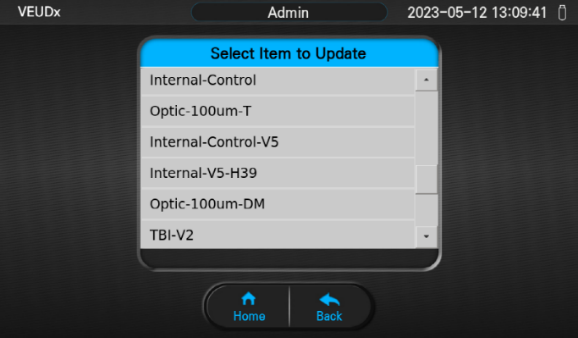 VEUDx Admin 2023-05-12 13:09:41
Select Item to Update
Internal-Control
Optic-100um-T
Internal-Control-V5
Internal-V5-H39
Optic-100um-DM
TBI-V2
Home Back